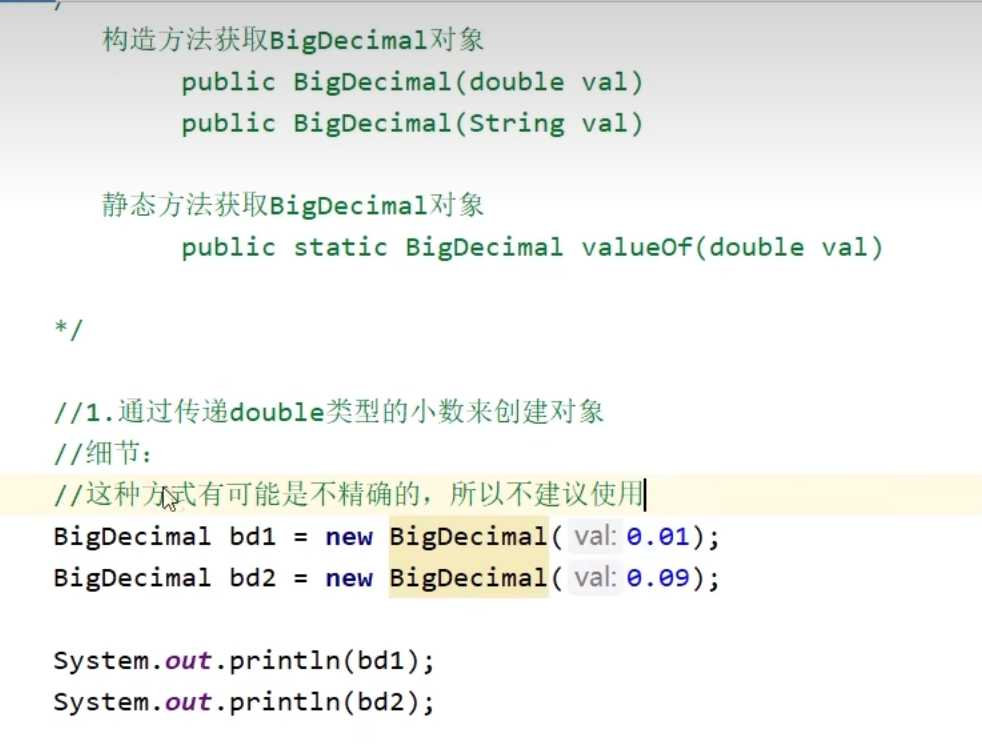 构造方法获取BigDecimal对象
public BigDecimal(double val)
public BigDecimal(String val)
静态方法获取BigDecimal对象
public static BigDecimal valueOf(double val)
*/
//1.通过传递double类型的小数来创建对象
//细节：
//这种方式有可能是不精确的，所以不建议使用
BigDecimal bd1 = new BigDecimal( val: 0.01);
BigDecimal bd2 = new BigDecimal( val: 0.09);
System.out.println(bd1);
System.out.println(bd2);